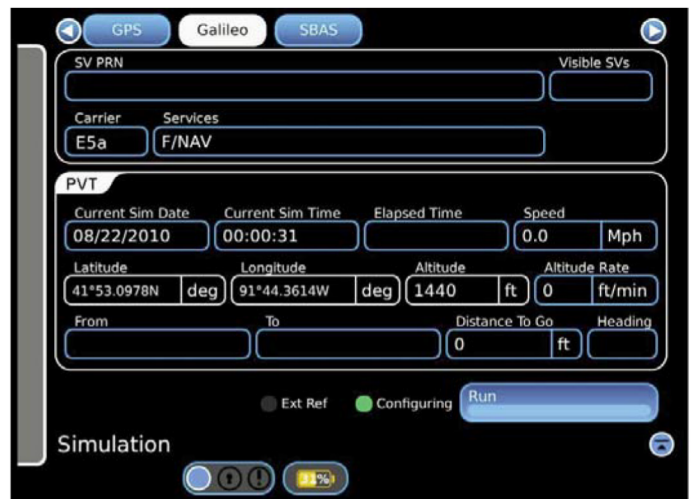 GPS Galileo SBAS
SV PRN Visible SVs
Carrier Services
E5a F/NAV
PVT
Current Sim Date Current Sim Time Elapsed Time Speed
08/22/2010 00:00:31 0.0 Mph
Latitude Longitude Altitude Altitude Rate
41°53.0978N deg 91°44.3614W deg 1440 ft 0 ft/min
From To Distance To Go Heading
0 ft
Ext Ref Configuring Run
Simulation
31%